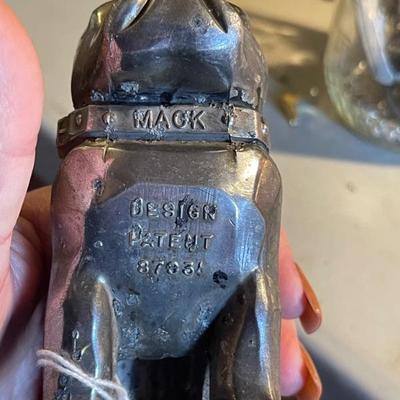 MACK
DESIGN
PATENT
87931